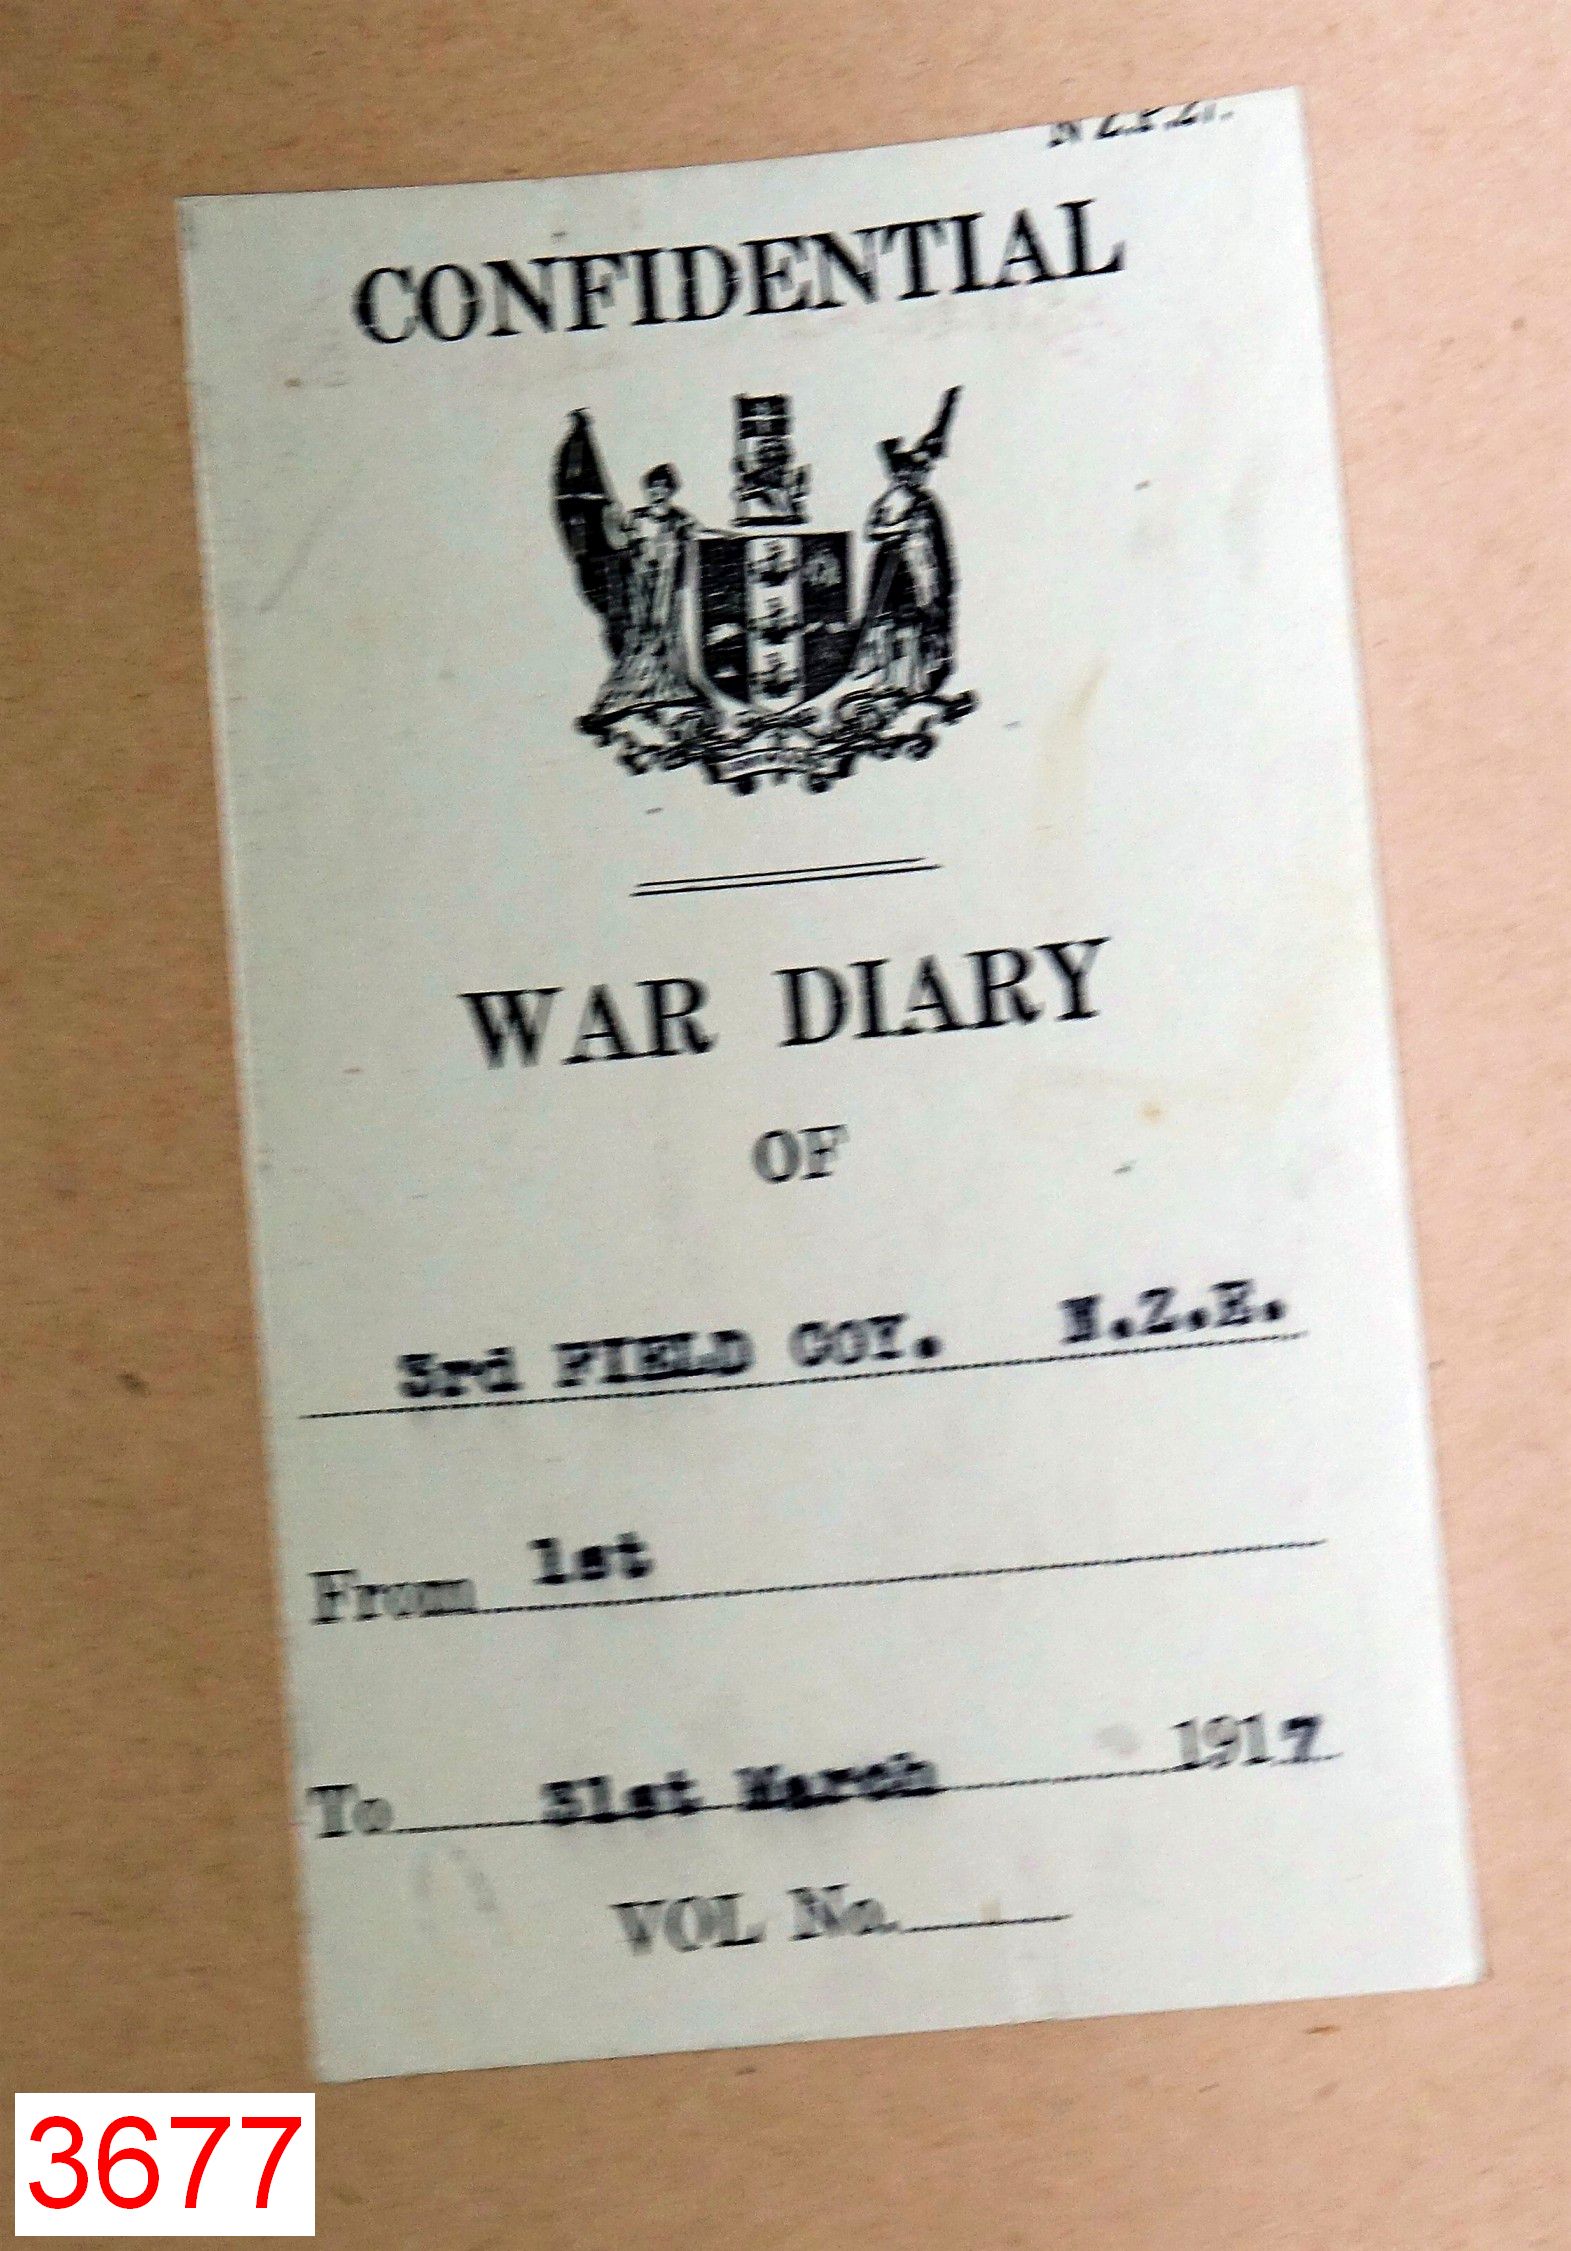 CONFIDENTIAL
WAR DIARY
OF
3rd FIELD COY. N.Z.E.
From 1st
To 31st March 1917
VOL No.
3677